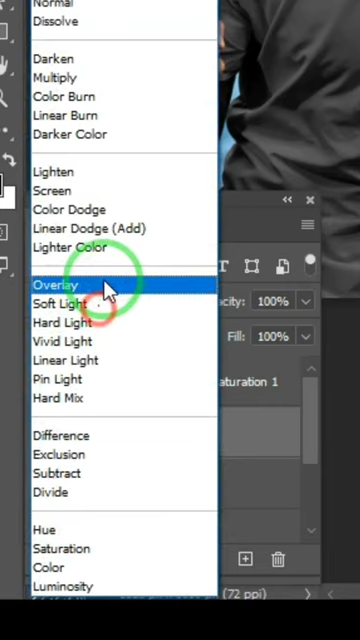 Normal
Dissolve
Darken
Multiply
Color Burn
Linear Burn
Darker Color
Lighten
Screen
Color Dodge
Linear Dodge (Add)
Lighter Color
Overlay
Soft Light
Hard Light
Vivid Light
Linear Light
Pin Light
Hard Mix
Difference
Exclusion
Subtract
Divide
Hue
Saturation
Color
Luminosity
T
acity: 100%
Fill: 100%
aturation 1
(72 ppi)